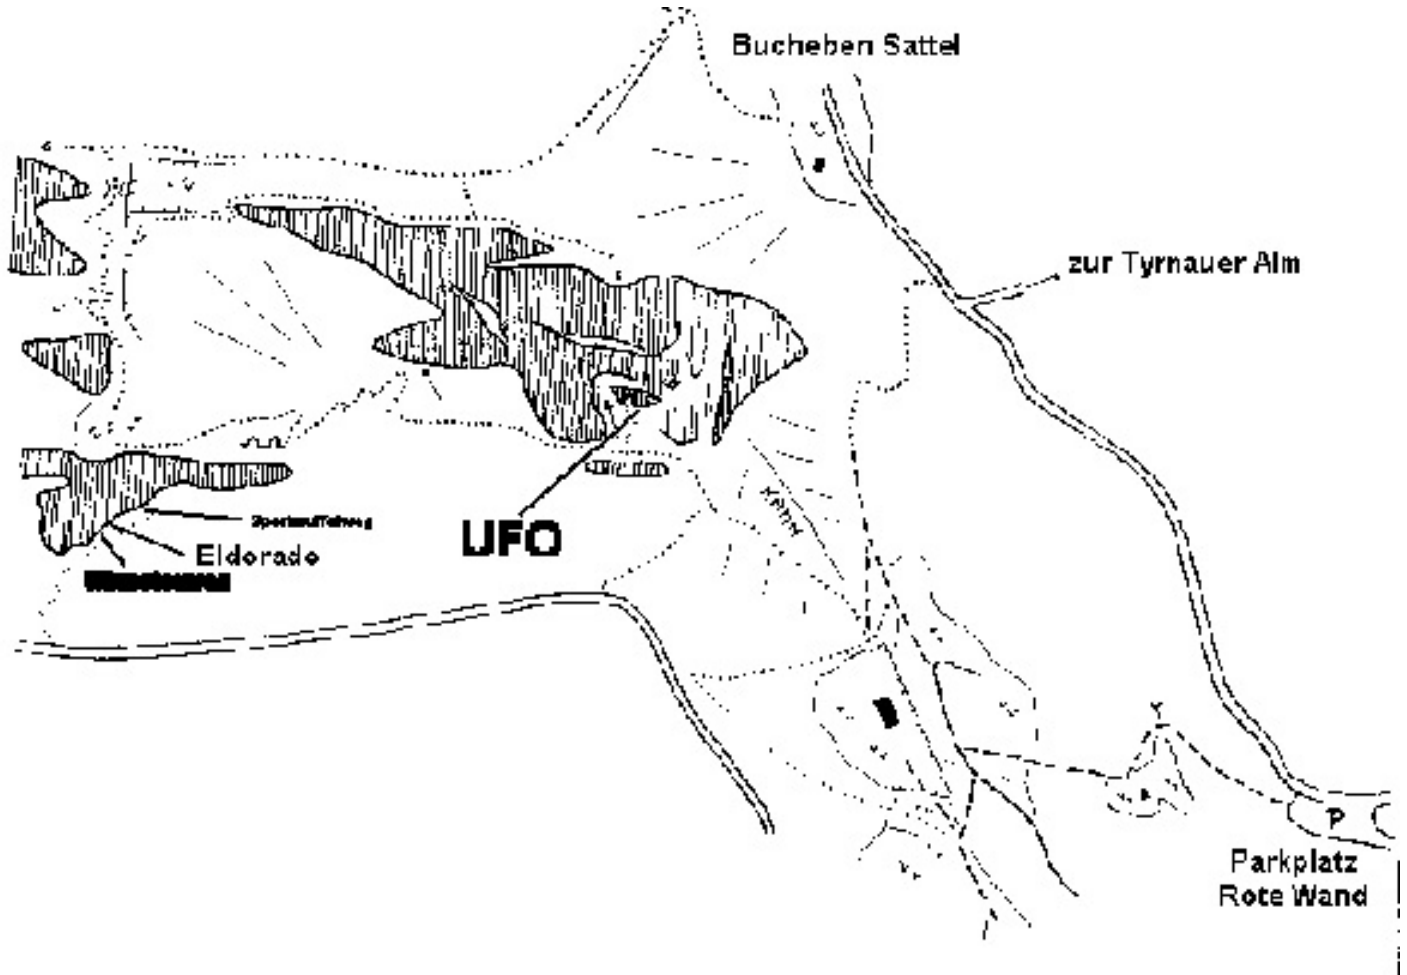 Bucheben Sattel
zur Tyrnauer Alm
UFO
Eldorado
P
Parkplatz
Rote Wand